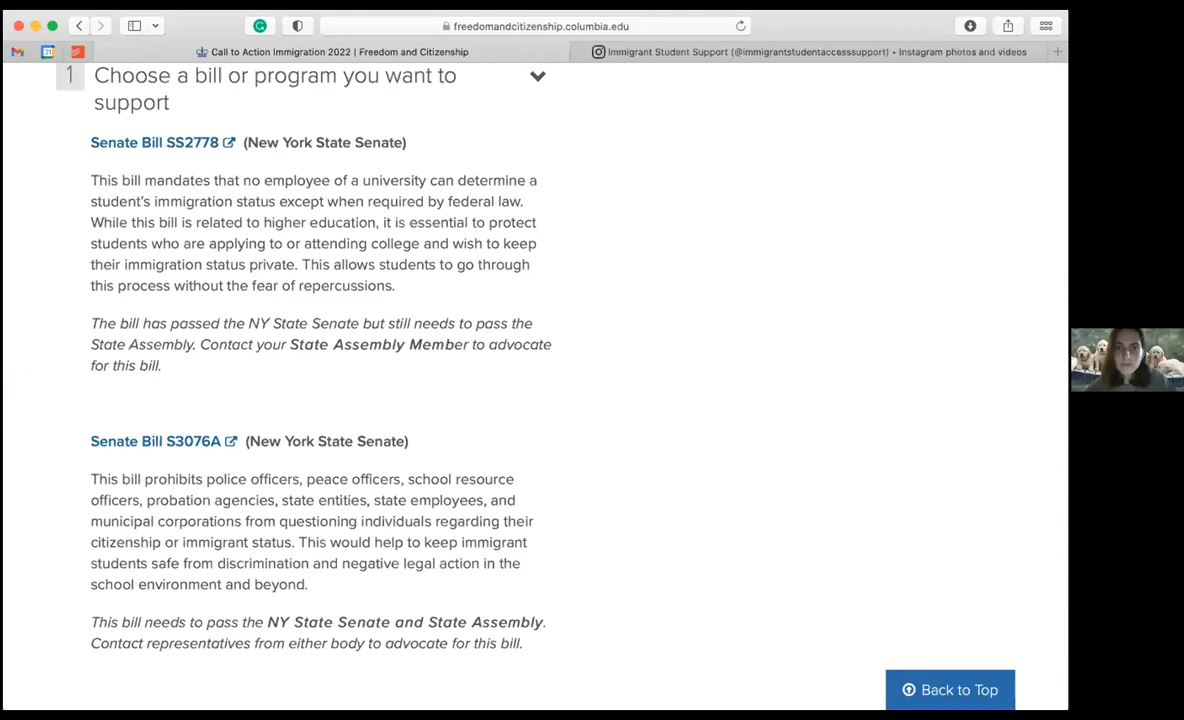 freedomandcitizenship.columbia.edu
Call to Action Immigration 2022 | Freedom and Citizenship
Immigrant Student Support (@immigrantstudentaccesssupport) • Instagram photos and videos
1 Choose a bill or program you want to
support
Senate Bill SS2778 (New York State Senate)
This bill mandates that no employee of a university can determine a
student’s immigration status except when required by federal law.
While this bill is related to higher education, it is essential to protect
students who are applying to or attending college and wish to keep
their immigration status private. This allows students to go through
this process without the fear of repercussions.
The bill has passed the NY State Senate but still needs to pass the
State Assembly. Contact your State Assembly Member to advocate
for this bill.
Senate Bill S3076A (New York State Senate)
This bill prohibits police officers, peace officers, school resource
officers, probation agencies, state entities, state employees, and
municipal corporations from questioning individuals regarding their
citizenship or immigrant status. This would help to keep immigrant
students safe from discrimination and negative legal action in the
school environment and beyond.
This bill needs to pass the NY State Senate and State Assembly.
Contact representatives from either body to advocate for this bill.
Back to Top